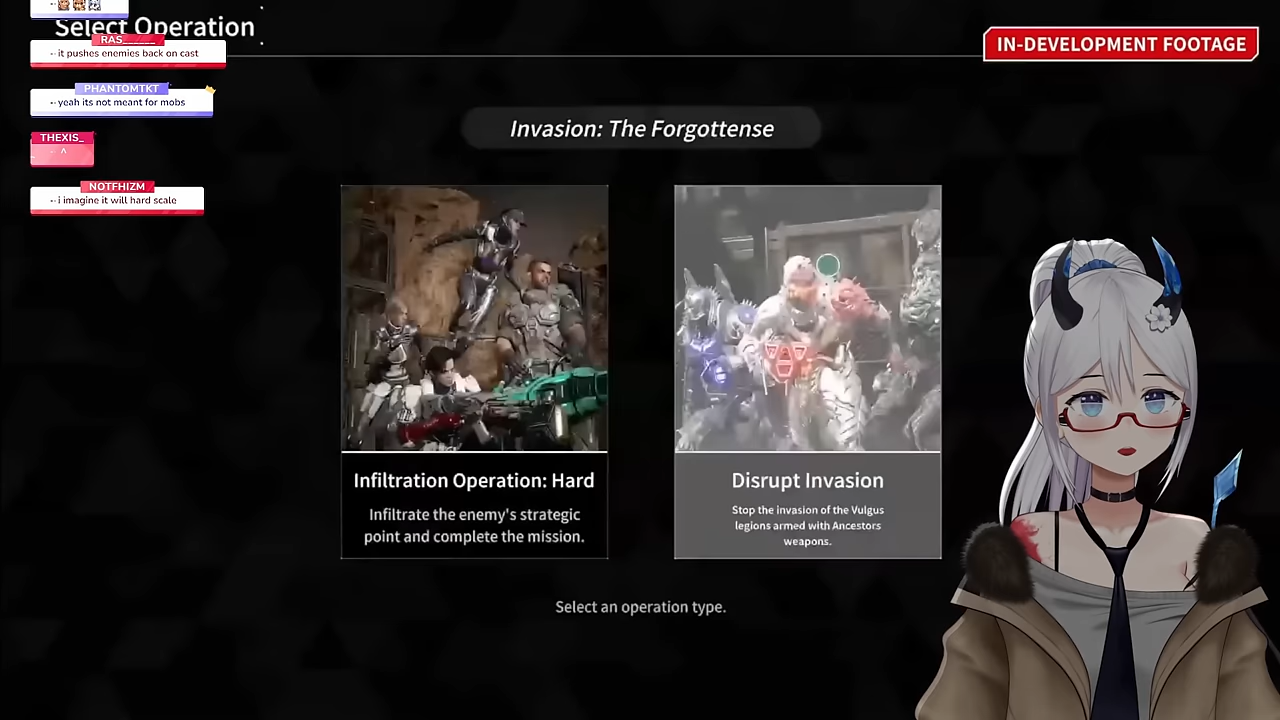 Select Operation
RAS_______
it pushes enemies back on cast
PHANTOMTKT
yeah its not meant for mobs
THEXIS_
^
NOTFHIZM
i imagine it will hard scale
IN-DEVELOPMENT FOOTAGE
Invasion: The Forgottense
Infiltration Operation: Hard
Infiltrate the enemy's strategic
point and complete the mission.
Disrupt Invasion
Stop the invasion of the Vulgus
legions armed with Ancestors
weapons.
Select an operation type.